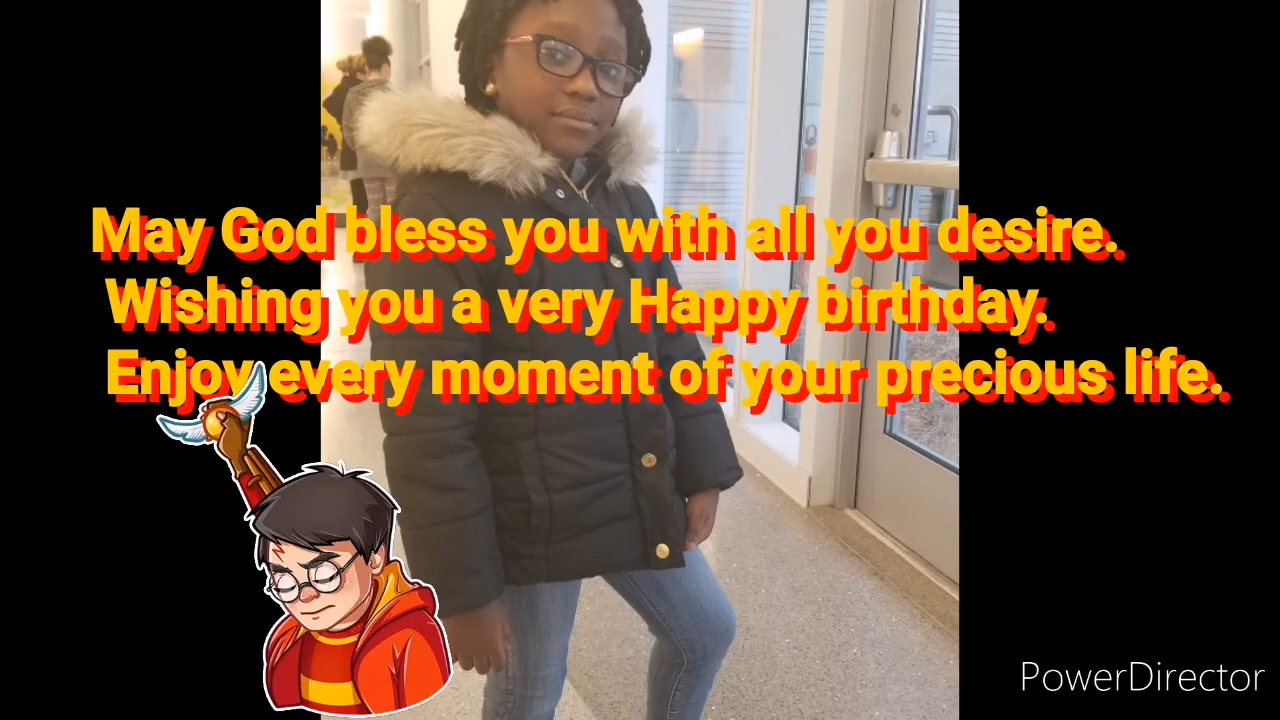 May God bless you with all you desire.
Wishing you a very Happy birthday.
Enjoy every moment of your precious life.
PowerDirector